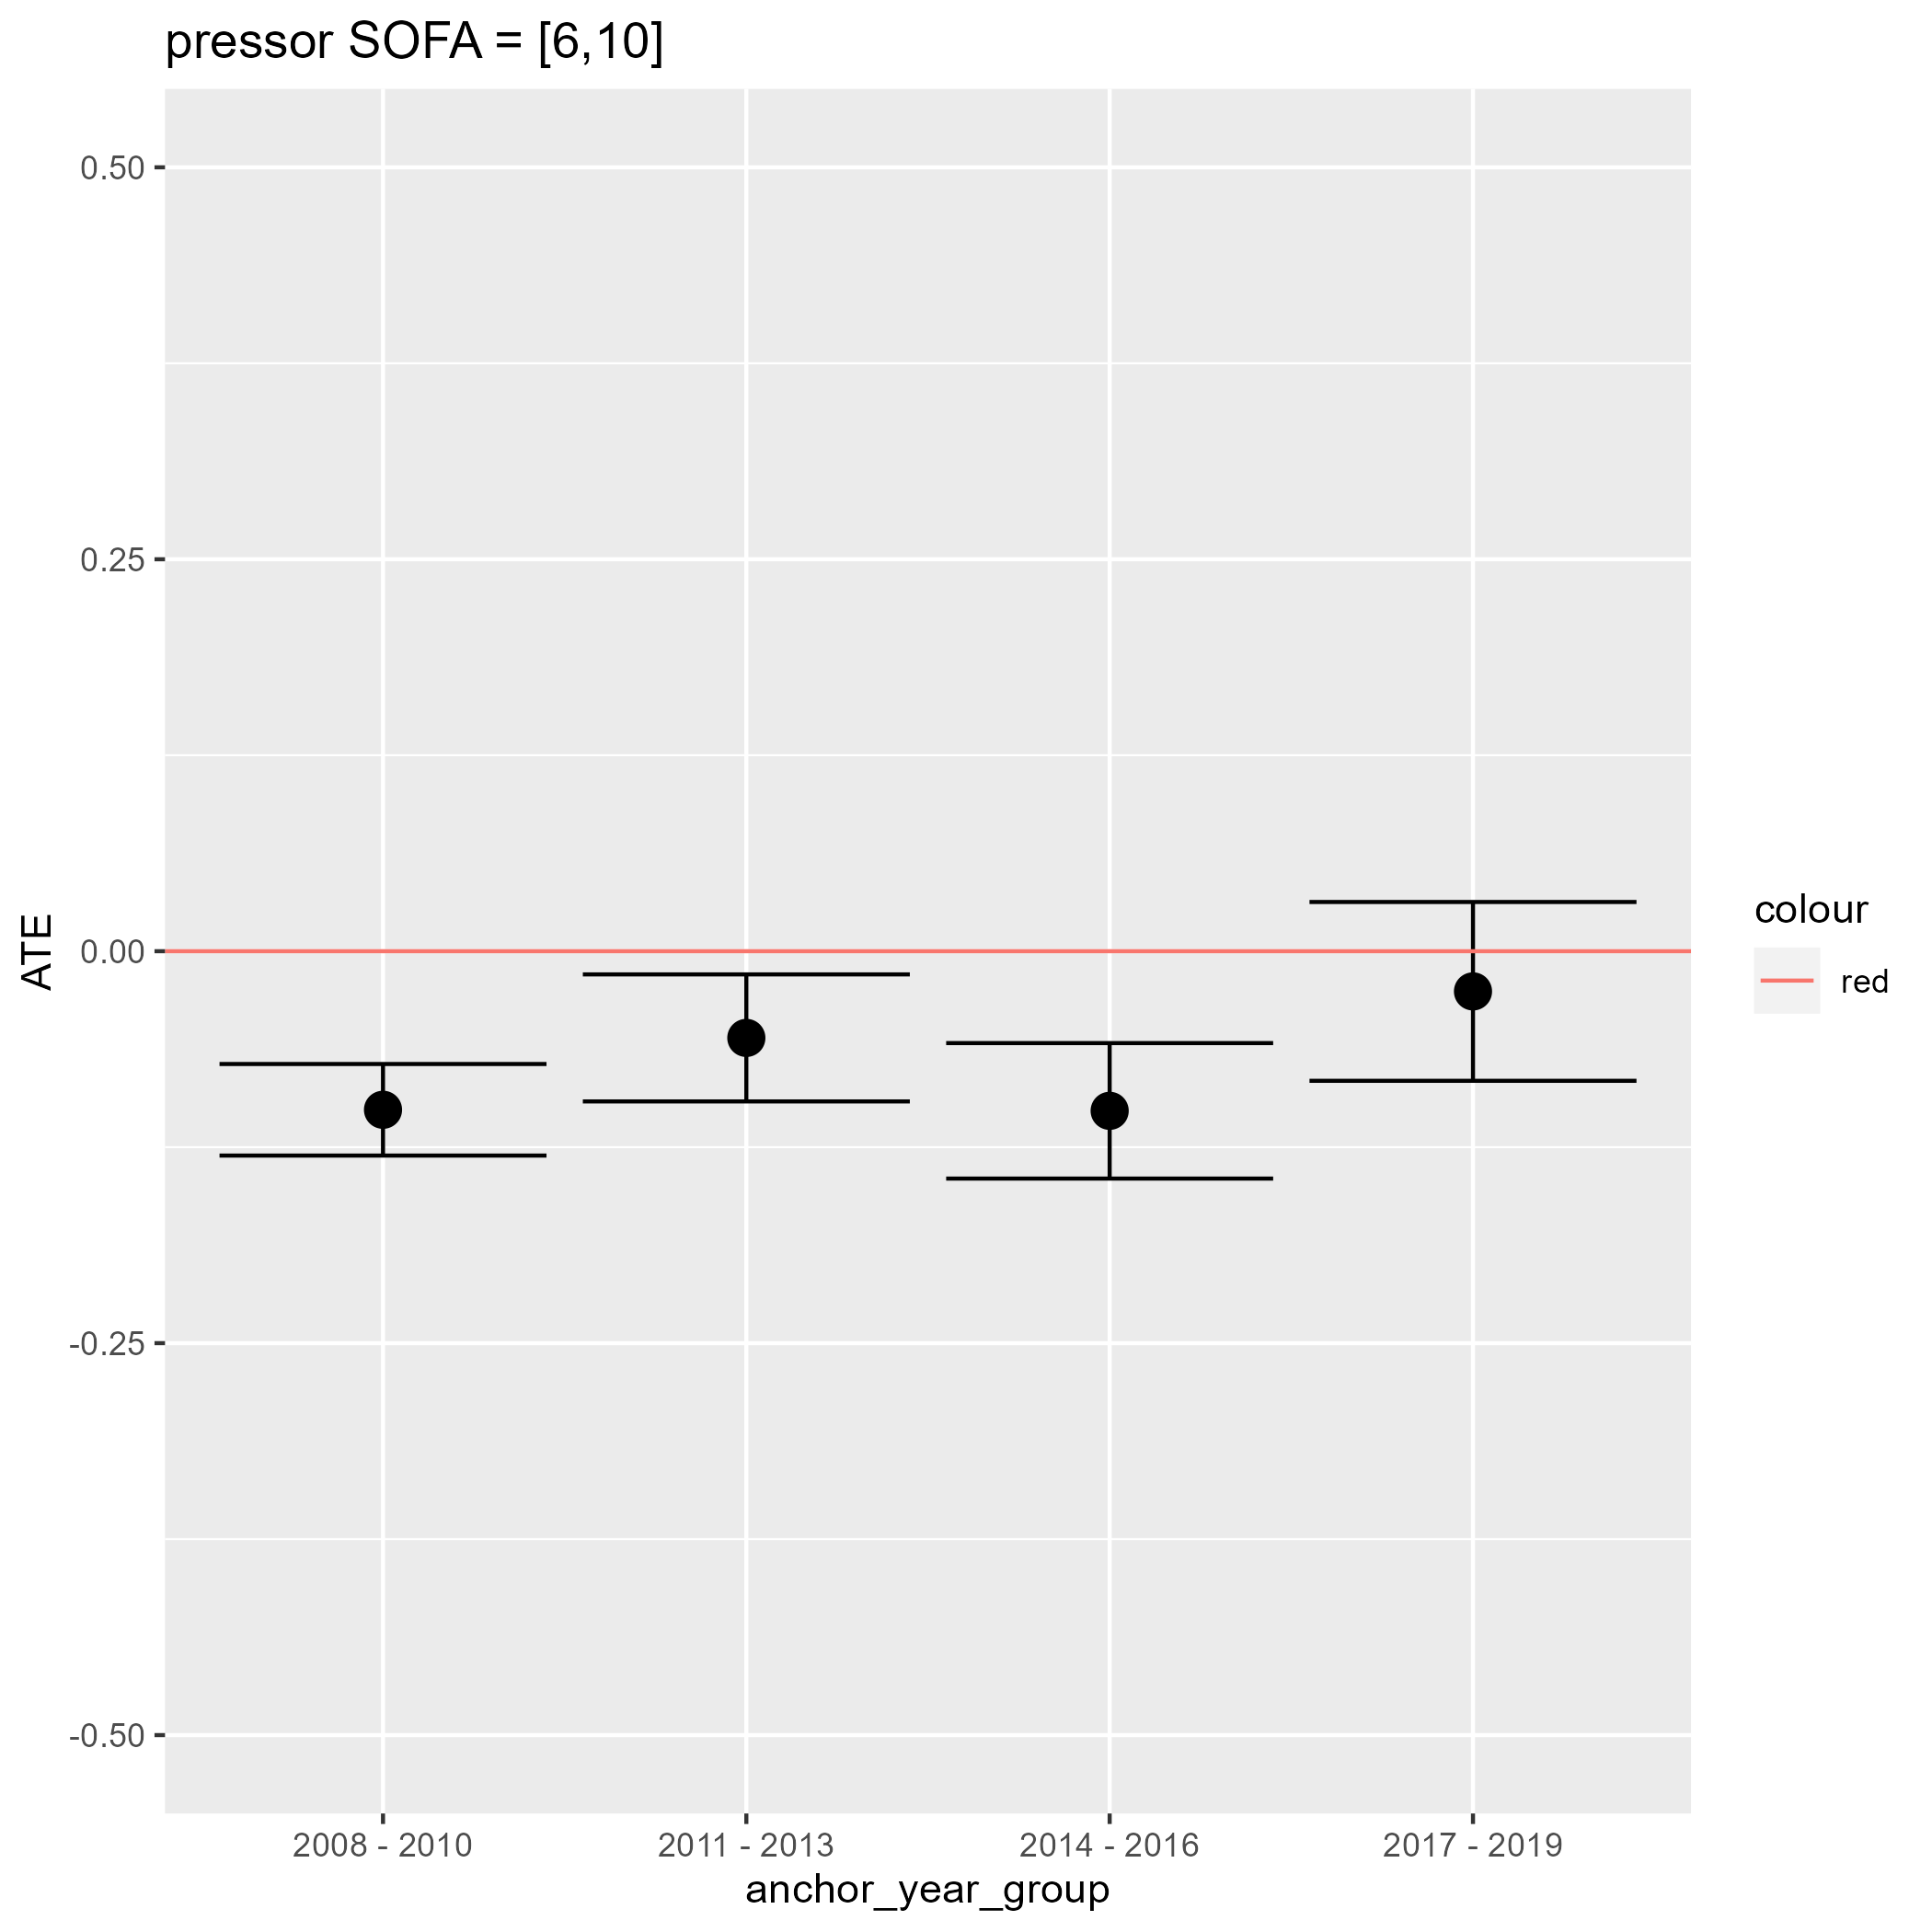 pressor SOFA = [6,10]
0.50
0.25
0.00
-0.25
-0.50
ATE
2008 - 2010
2011 - 2013
2014 - 2016
2017 - 2019
anchor_year_group
colour
red